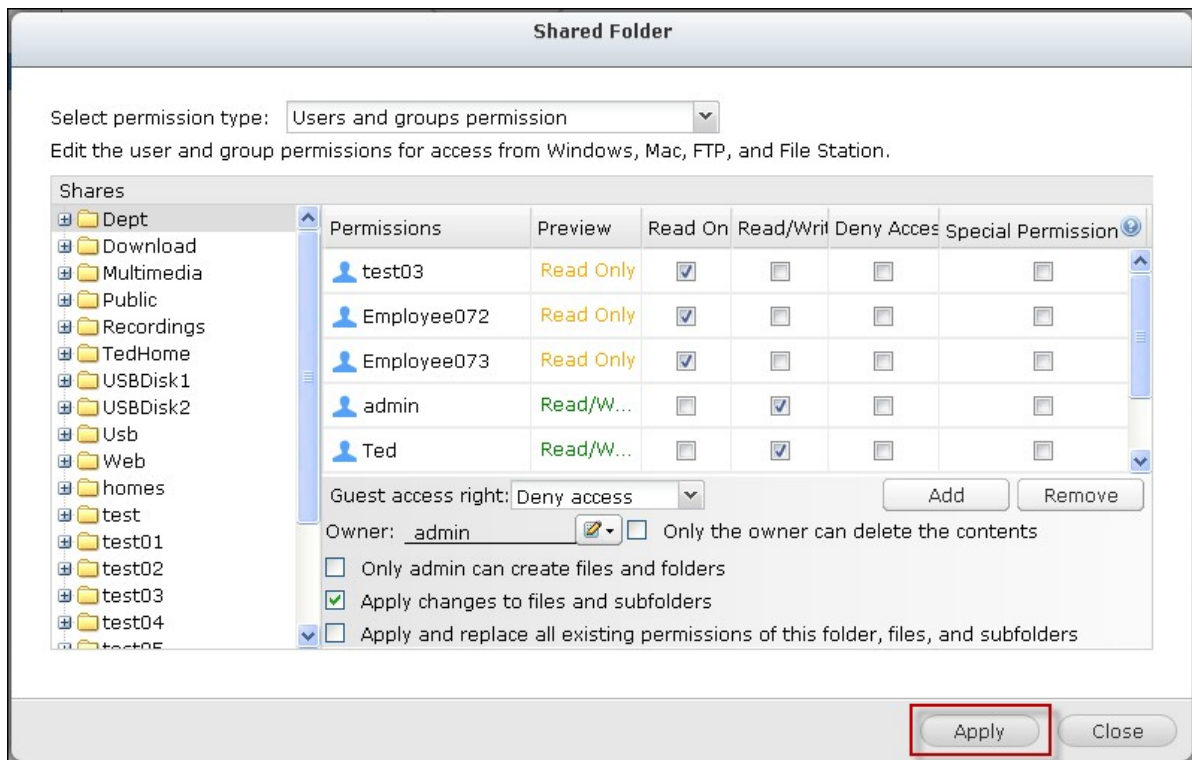 Shared Folder
Select permission type: Users and groups permission
Edit the user and group permissions for access from Windows, Mac, FTP, and File Station.
Shares
Dept
Download
Multimedia
Public
Recordings
TedHome
USBDisk1
USBDisk2
Usb
Web
homes
test
test01
test02
test03
test04
Permissions Preview Read On Read/Wri Deny Acces Special Permission
test03 Read Only
Employee072 Read Only
Employee073 Read Only
admin Read/W...
Ted Read/W...
Guest access right: Deny access Add Remove
Owner: admin Only the owner can delete the contents
Only admin can create files and folders
Apply changes to files and subfolders
Apply and replace all existing permissions of this folder, files, and subfolders
Apply Close